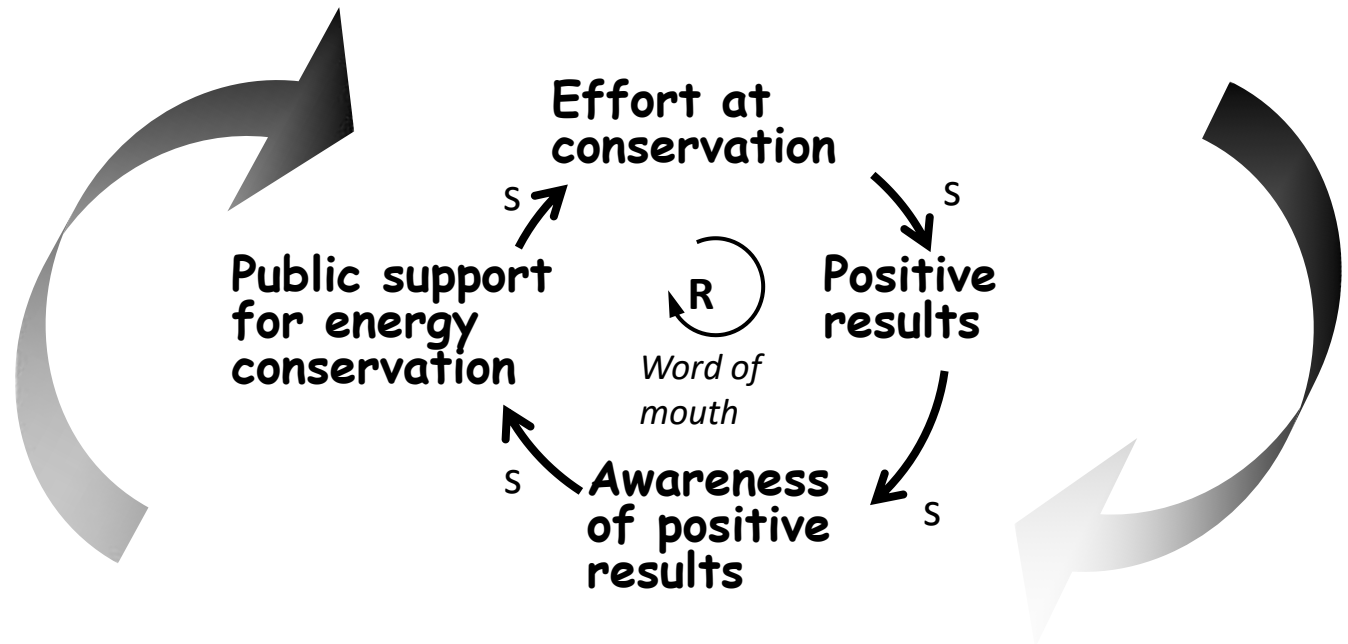 Effort at
conservation
S
S
Public support
for energy
conservation
R
Positive
results
Word of
mouth
S
Awareness
of positive
results
S